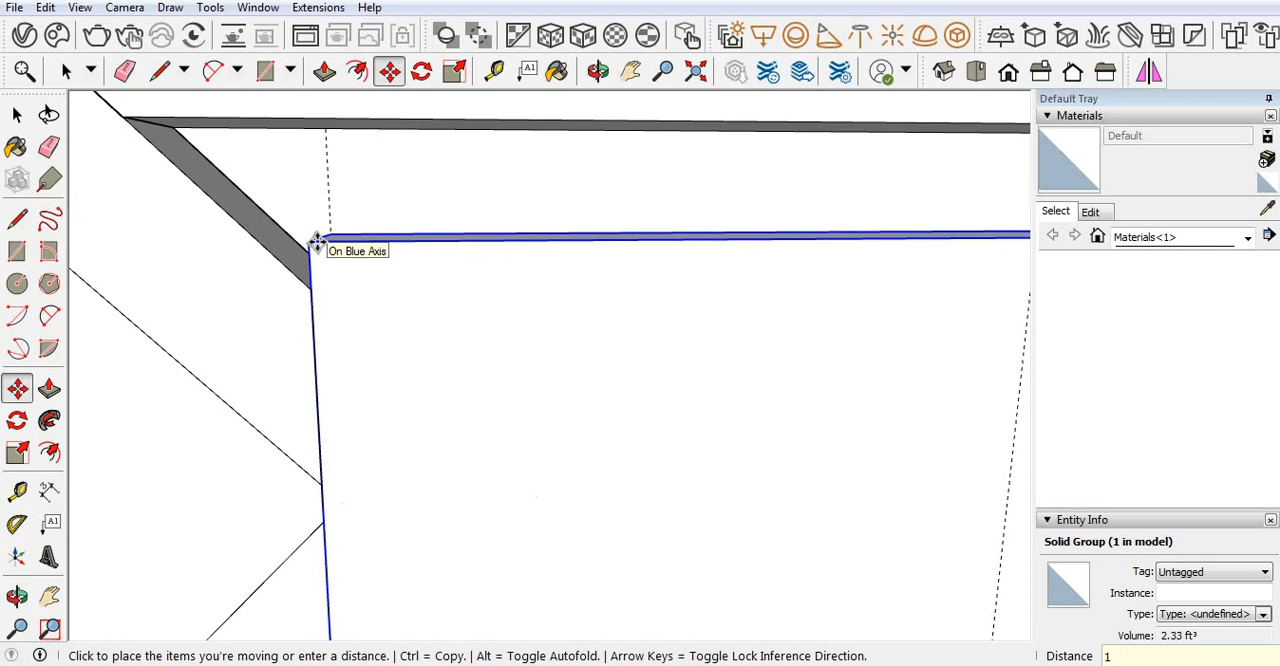 File Edit View Camera Draw Tools Window Extensions Help
A1
Default Tray
Materials
Default
Select Edit
Materials<1>
On Blue Axis
A1
Entity Info
Solid Group (1 in model)
Tag: Untagged
Instance:
Type: Type: <undefined>
Volume: 2.33 ft³
Click to place the items you're moving or enter a distance. | Ctrl = Copy. | Alt = Toggle Autofold. | Arrow Keys = Toggle Lock Inference Direction.
Distance 1